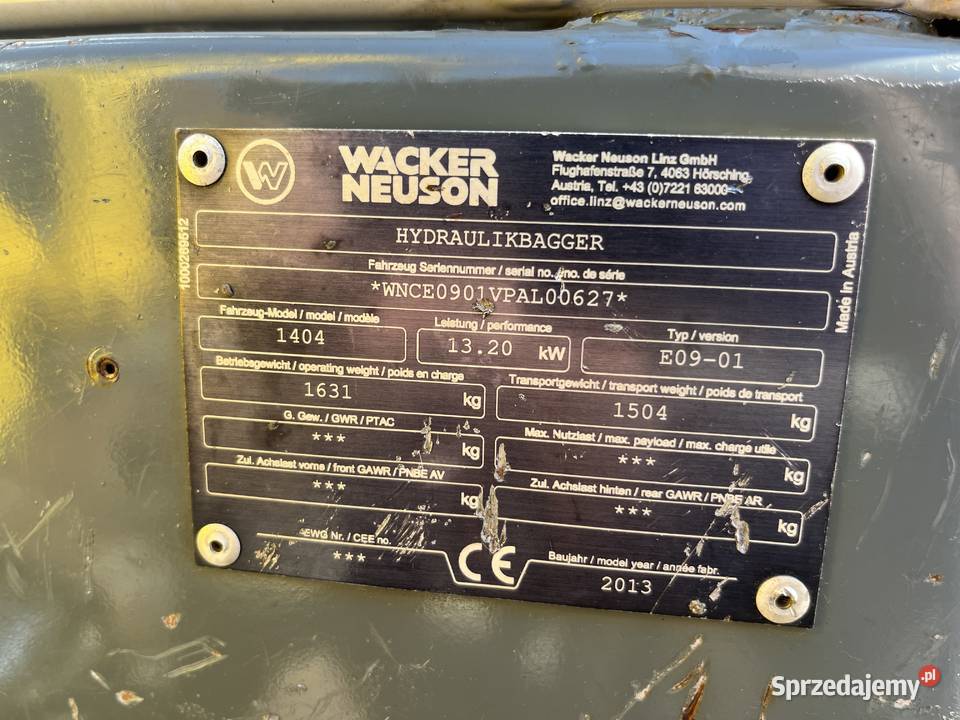 WACKER
NEUSON
Wacker Neuson Linz GmbH
Flughafenstraße 7, 4063 Hörsching
Austria, Tel. +43 (0)7221 63000
office.linz@wackerneuson.com
1000269512
HYDRAULIKBAGGER
Fahrzeug Seriennummer / serial no. /no. de série
*WNCE0901VPAL00627*
Made in Austria
Fahrzeug-Model / model / modèle
1404
Leistung / performance
13.20 kW
Typ / version
E09-01
Betriebsgewicht / operating weight / poids en charge
1631 kg
Transportgewicht / transport weight / poids de transport
1504 kg
G. Gew. / GWR / PTAC
*** kg
Max. Nutzlast / max. payload / max. charge utile
*** kg
Zul. Achslast vorne / front GAWR / PNBE AV
*** kg
Zul. Achslast hinten / rear GAWR / PNBE AR
*** kg
EWG Nr. / CEE no.
***
CE
Baujahr / model year / année fabr.
2013
Sprzedajemy.pl